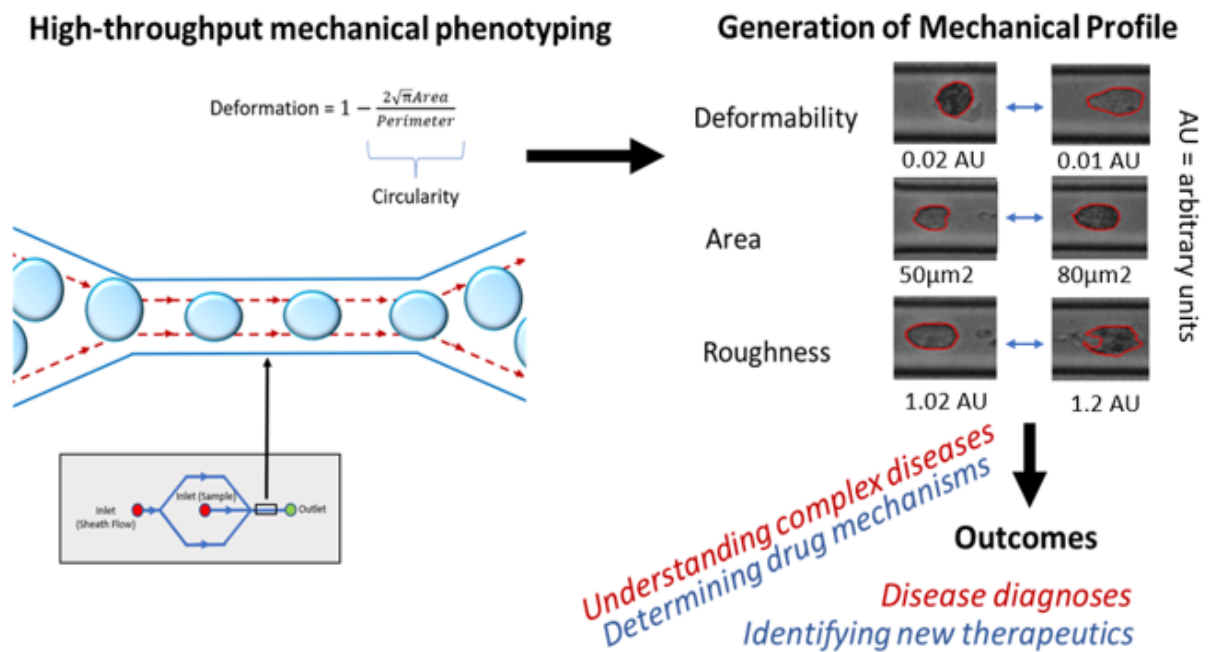 High-throughput mechanical phenotyping
Deformation = 1 − 2√πArea / Perimeter
Circularity
Inlet
(Sheath Flow)
Inlet (Sample)
Outlet
Generation of Mechanical Profile
Deformability
0.02 AU
0.01 AU
Area
50µm2
80µm2
Roughness
1.02 AU
1.2 AU
AU = arbitrary units
Understanding complex diseases
Determining drug mechanisms
Outcomes
Disease diagnoses
Identifying new therapeutics